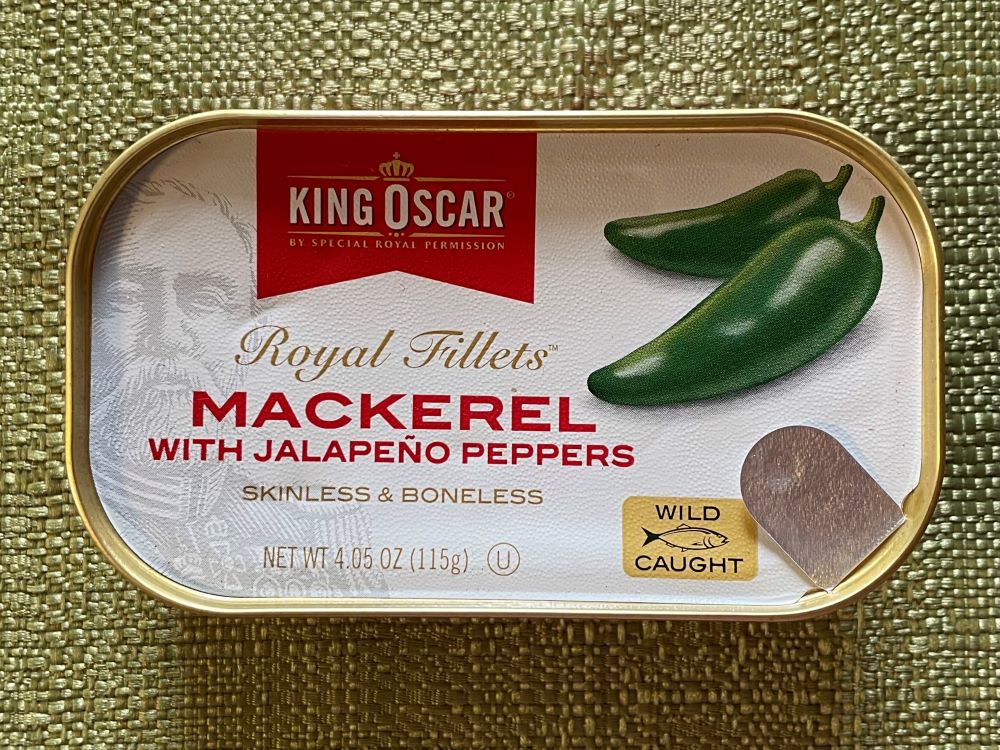 KING OSCAR®
BY SPECIAL ROYAL PERMISSION
Royal Fillets™
MACKEREL
WITH JALAPEÑO PEPPERS
SKINLESS & BONELESS
NET WT 4.05 OZ (115g) U
WILD
CAUGHT